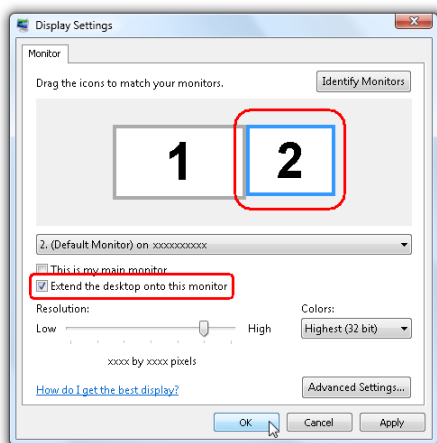 Display Settings
Monitor
Drag the icons to match your monitors.
Identify Monitors
1
2
2. (Default Monitor) on xxxxxxxxxx
This is my main monitor
Extend the desktop onto this monitor
Resolution:
Colors:
Low
High
Highest (32 bit)
xxxx by xxxx pixels
How do I get the best display?
Advanced Settings...
OK
Cancel
Apply